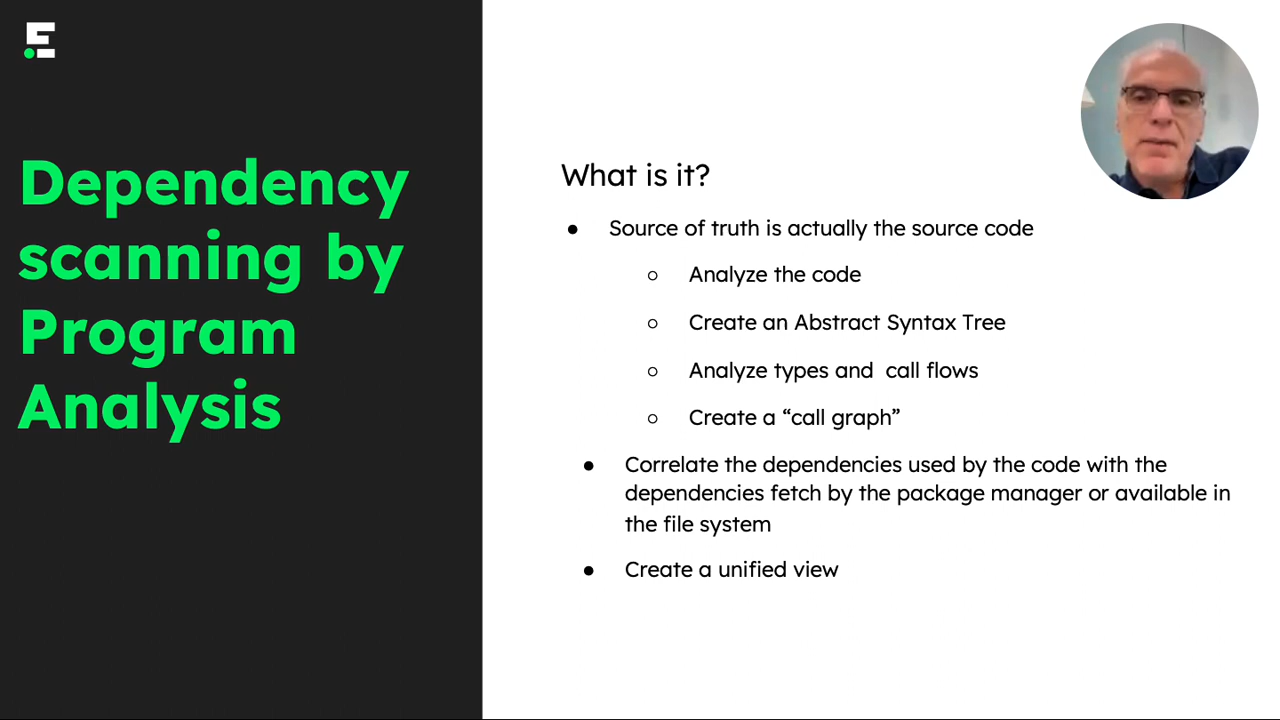 Dependency
scanning by
Program
Analysis
What is it?
● Source of truth is actually the source code
○ Analyze the code
○ Create an Abstract Syntax Tree
○ Analyze types and  call flows
○ Create a “call graph”
● Correlate the dependencies used by the code with the
dependencies fetch by the package manager or available in
the file system
● Create a unified view